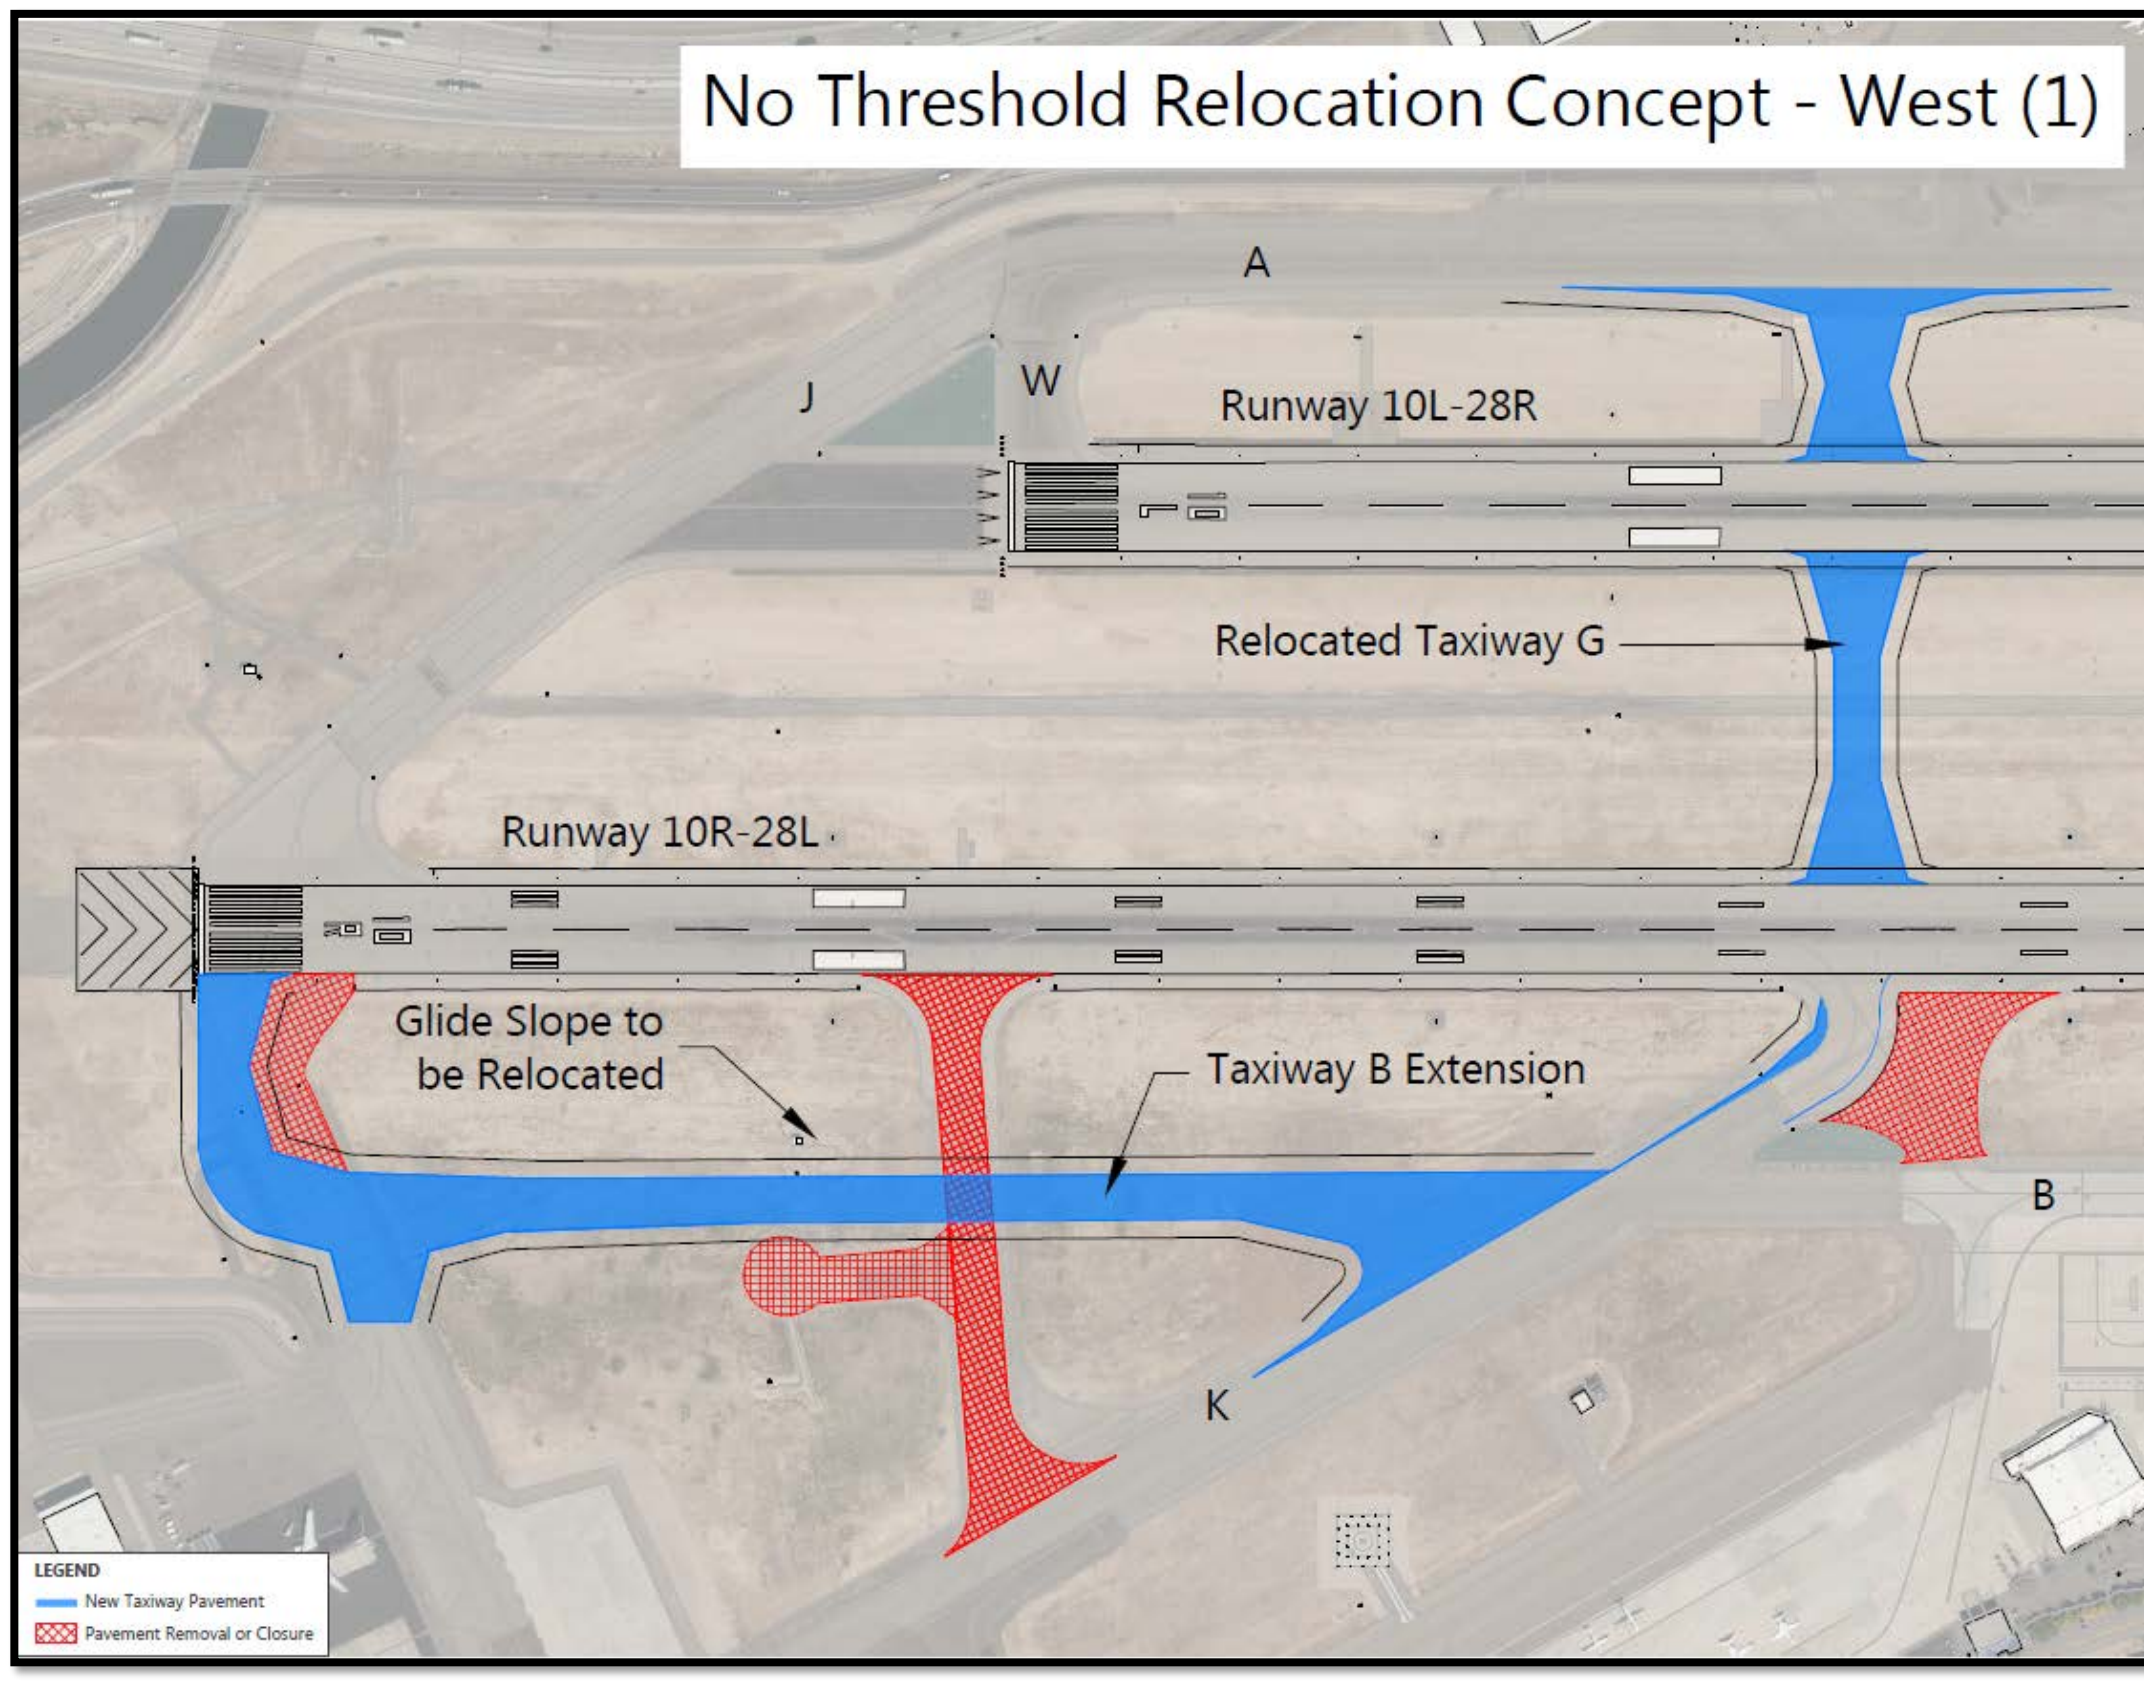 No Threshold Relocation Concept - West (1)
A
J
W
Runway 10L-28R
Relocated Taxiway G
Runway 10R-28L
Glide Slope to
be Relocated
Taxiway B Extension
B
K
LEGEND
New Taxiway Pavement
Pavement Removal or Closure